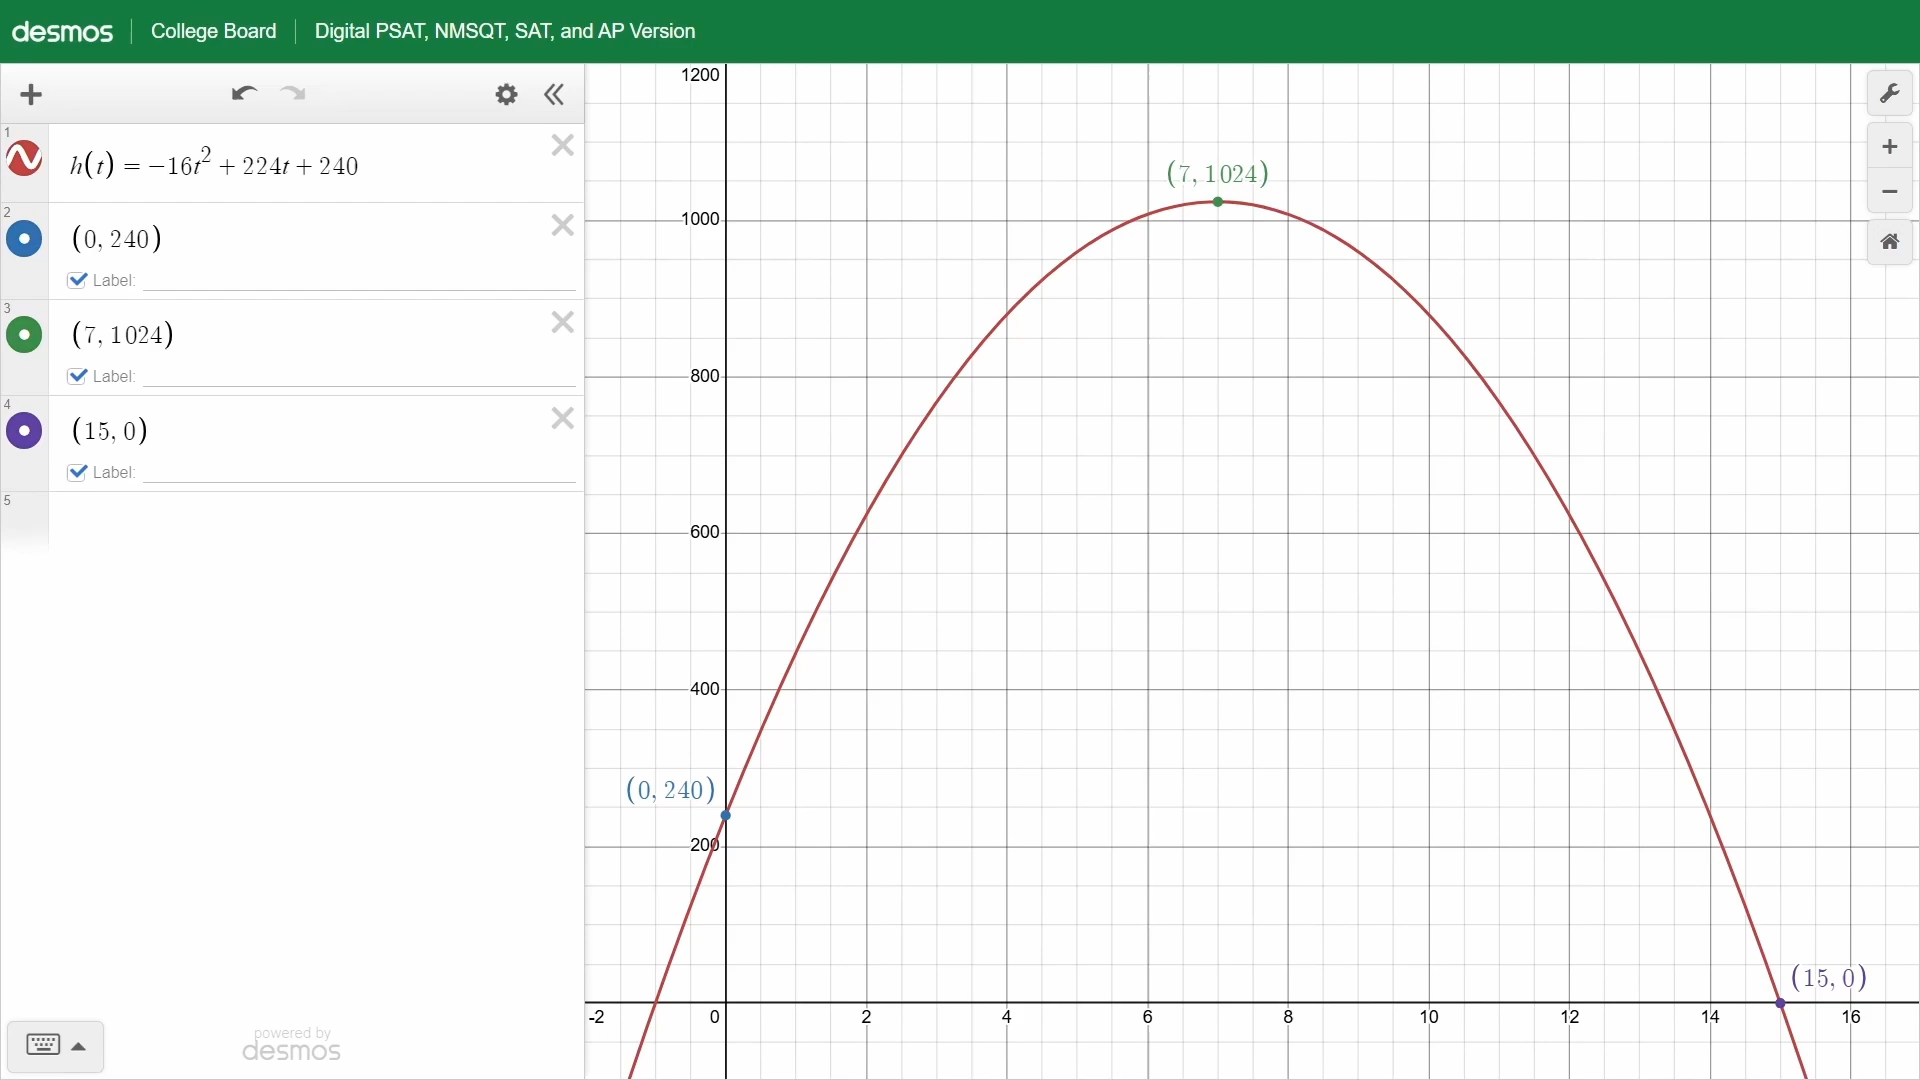 desmos College Board Digital PSAT, NMSQT, SAT, and AP Version
1
h(t) = −16t² + 224t + 240
2
(0, 240)
Label:
3
(7, 1024)
Label:
4
(15, 0)
Label:
5
powered by
desmos
1200
1000
800
600
400
200
(7, 1024)
(0, 240)
(15, 0)
-2 0 2 4 6 8 10 12 14 16